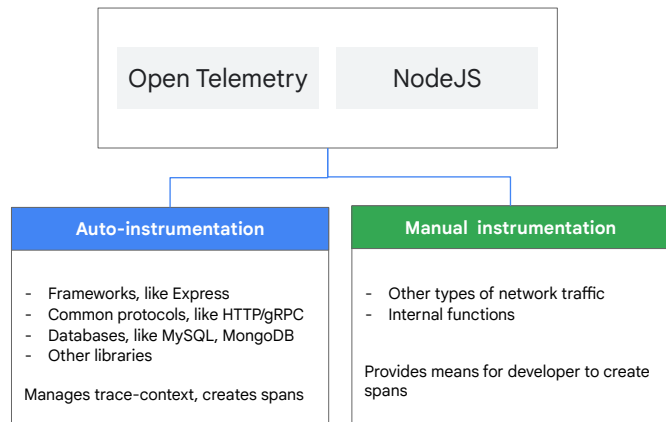 Open Telemetry
NodeJS
Auto-instrumentation
- Frameworks, like Express
- Common protocols, like HTTP/gRPC
- Databases, like MySQL, MongoDB
- Other libraries
Manages trace-context, creates spans
Manual instrumentation
- Other types of network traffic
- Internal functions
Provides means for developer to create
spans